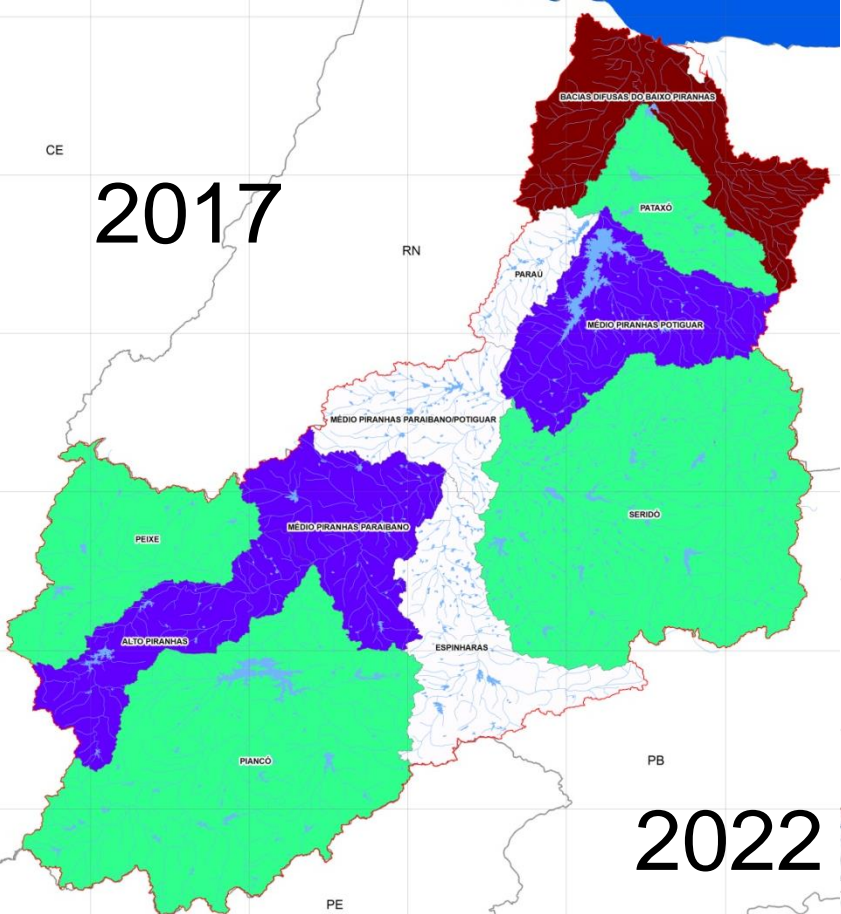 BACIAS DIFUSAS DO BAIXO PIRANHAS
CE
2017
PATAXÓ
RN
PARAÚ
MÉDIO PIRANHAS POTIGUAR
MÉDIO PIRANHAS PARAIBANO/POTIGUAR
SERIDÓ
MÉDIO PIRANHAS PARAIBANO
PEIXE
ALTO PIRANHAS
ESPINHARAS
PIANCÓ
PB
2022
PE